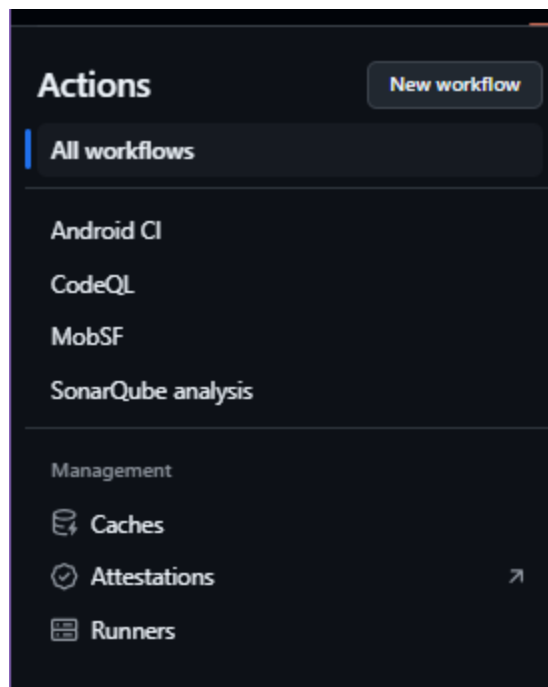 Actions
New workflow
All workflows
Android CI
CodeQL
MobSF
SonarQube analysis
Management
Caches
Attestations
Runners